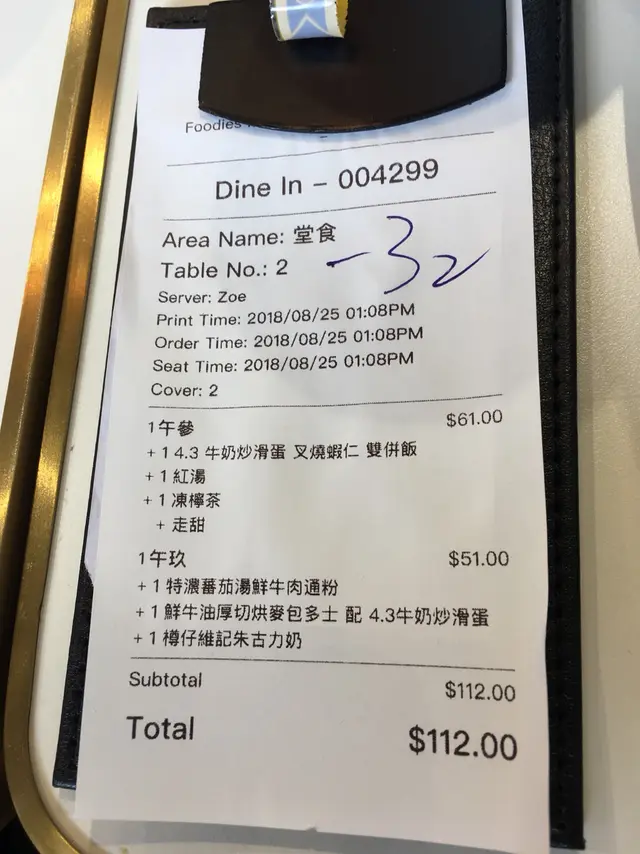 Foodies
Dine In - 004299
Area Name: 堂食
Table No.: 2
-32
Server: Zoe
Print Time: 2018/08/25 01:08PM
Order Time: 2018/08/25 01:08PM
Seat Time: 2018/08/25 01:08PM
Cover: 2
1 午參 $61.00
+ 1 4.3 牛奶炒滑蛋 叉燒蝦仁 雙併飯
+ 1 紅湯
+ 1 凍檸茶
+ 走甜
1 午玖 $51.00
+ 1 特濃蕃茄湯鮮牛肉通粉
+ 1 鮮牛油厚切烘麥包多士 配 4.3牛奶炒滑蛋
+ 1 樽仔維記朱古力奶
Subtotal $112.00
Total $112.00